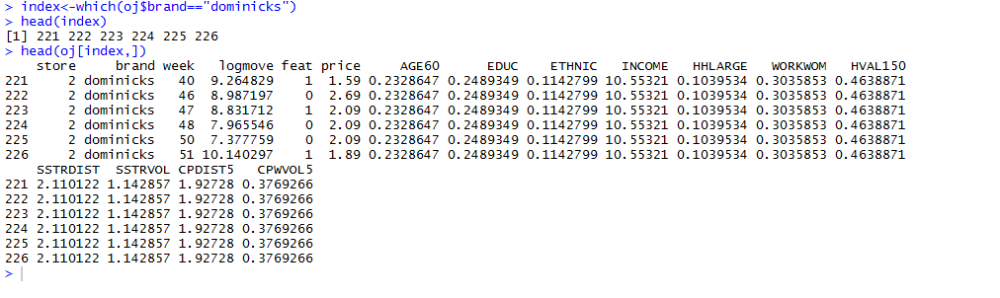 > index<-which(oj$brand=="dominicks")
> head(index)
[1] 221 222 223 224 225 226
> head(oj[index,])
    store     brand week   logmove feat price     AGE60      EDUC    ETHNIC   INCOME   HHLARGE   WORKWOM   HVAL150
221     2 dominicks   40  9.264829    1  1.59 0.2328647 0.2489349 0.1142799 10.55321 0.1039534 0.3035853 0.4638871
222     2 dominicks   46  8.987197    0  2.69 0.2328647 0.2489349 0.1142799 10.55321 0.1039534 0.3035853 0.4638871
223     2 dominicks   47  8.831712    1  2.09 0.2328647 0.2489349 0.1142799 10.55321 0.1039534 0.3035853 0.4638871
224     2 dominicks   48  7.965546    0  2.09 0.2328647 0.2489349 0.1142799 10.55321 0.1039534 0.3035853 0.4638871
225     2 dominicks   50  7.377759    0  2.09 0.2328647 0.2489349 0.1142799 10.55321 0.1039534 0.3035853 0.4638871
226     2 dominicks   51 10.140297    1  1.89 0.2328647 0.2489349 0.1142799 10.55321 0.1039534 0.3035853 0.4638871
    SSTRDIST  SSTRVOL CPDIST5   CPWVOL5
221 2.110122 1.142857 1.92728 0.3769266
222 2.110122 1.142857 1.92728 0.3769266
223 2.110122 1.142857 1.92728 0.3769266
224 2.110122 1.142857 1.92728 0.3769266
225 2.110122 1.142857 1.92728 0.3769266
226 2.110122 1.142857 1.92728 0.3769266
>